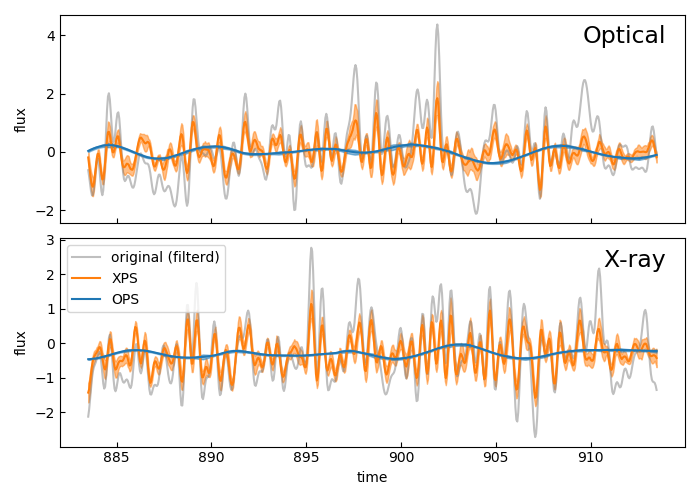 Optical
flux
4
2
0
−2
X-ray
flux
3
2
1
0
−1
−2
original (filterd)
XPS
OPS
885 890 895 900 905 910
time